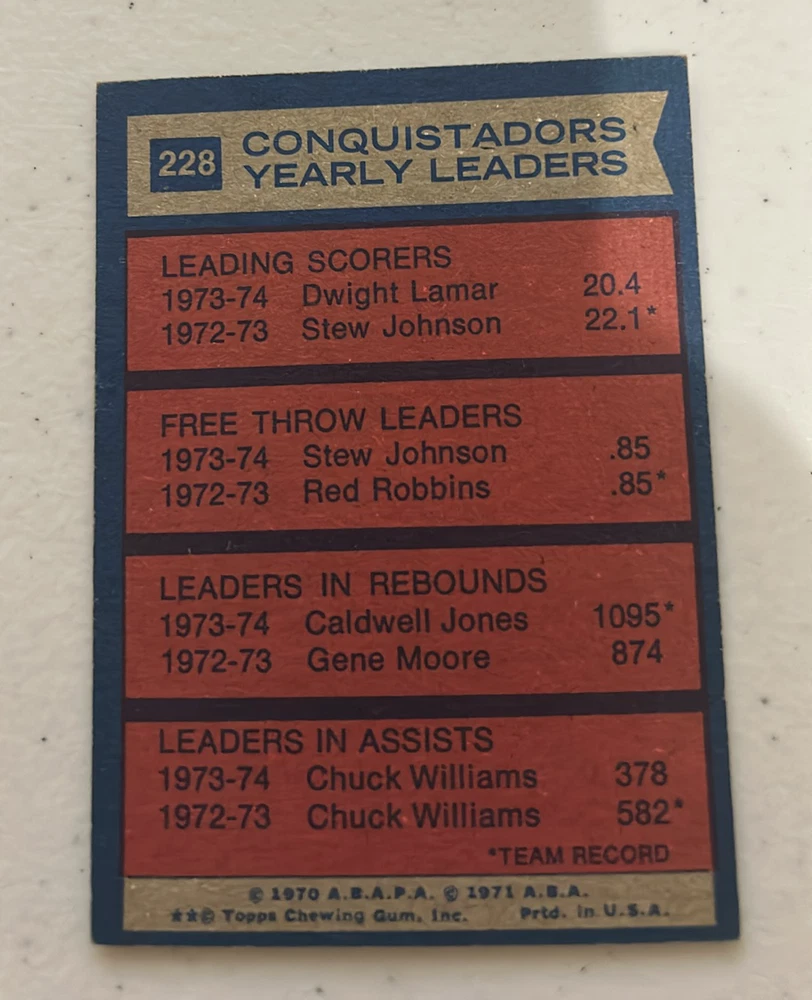 228 CONQUISTADORS
YEARLY LEADERS
LEADING SCORERS
1973-74 Dwight Lamar 20.4
1972-73 Stew Johnson 22.1*
FREE THROW LEADERS
1973-74 Stew Johnson .85
1972-73 Red Robbins .85*
LEADERS IN REBOUNDS
1973-74 Caldwell Jones 1095*
1972-73 Gene Moore 874
LEADERS IN ASSISTS
1973-74 Chuck Williams 378
1972-73 Chuck Williams 582*
*TEAM RECORD
© 1970 A.B.A.P.A. © 1971 A.B.A.
★★© Topps Chewing Gum, Inc. Prtd. in U.S.A.